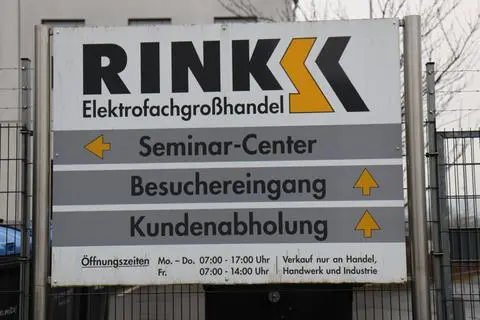 RINK
Elektrofachgroßhandel
Seminar-Center
Besuchereingang
Kundenabholung
Öffnungszeiten Mo. – Do. 07:00 - 17:00 Uhr Verkauf nur an Handel,
Fr. 07:00 - 14:00 Uhr Handwerk und Industrie